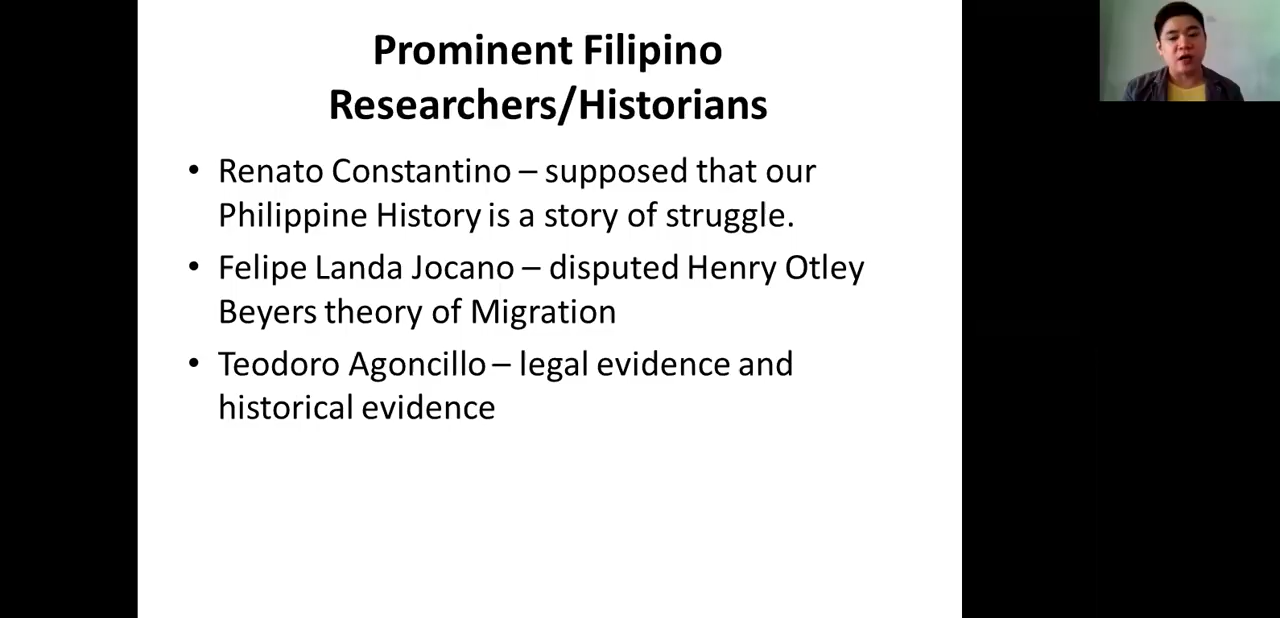 Prominent Filipino
Researchers/Historians
• Renato Constantino – supposed that our
Philippine History is a story of struggle.
• Felipe Landa Jocano – disputed Henry Otley
Beyers theory of Migration
• Teodoro Agoncillo – legal evidence and
historical evidence